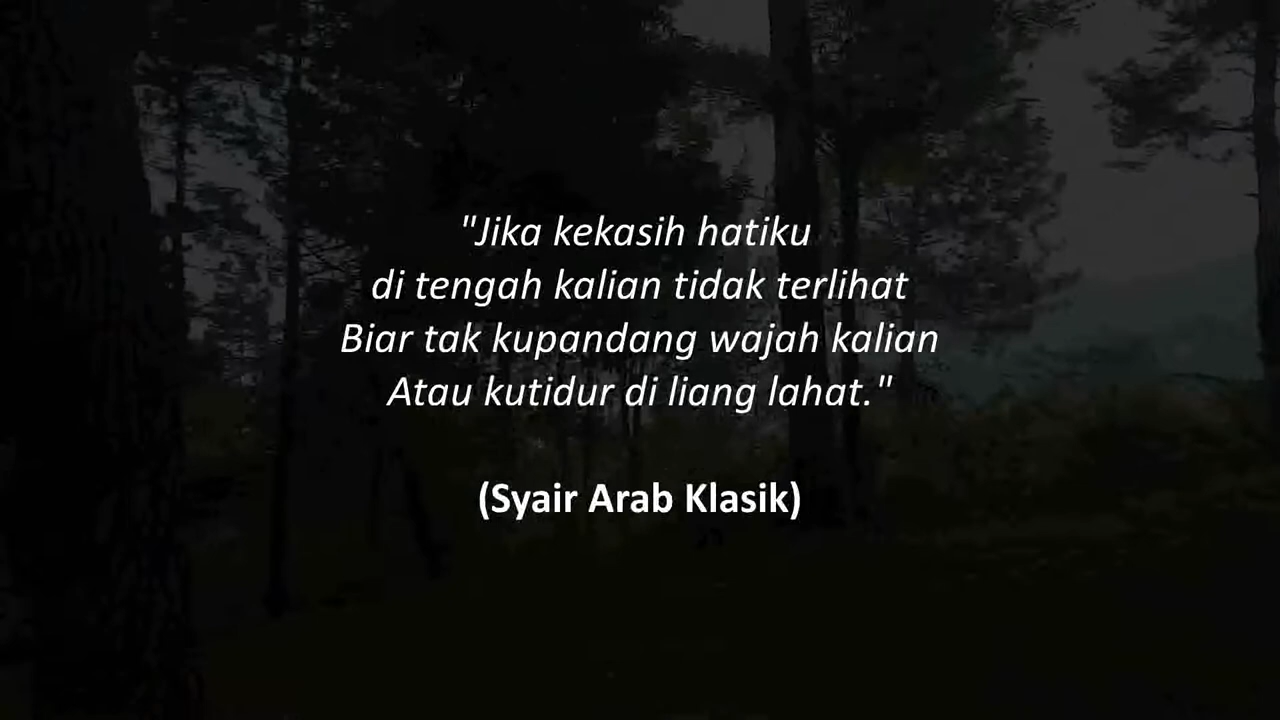 "Jika kekasih hatiku
di tengah kalian tidak terlihat
Biar tak kupandang wajah kalian
Atau kutidur di liang lahat."
(Syair Arab Klasik)